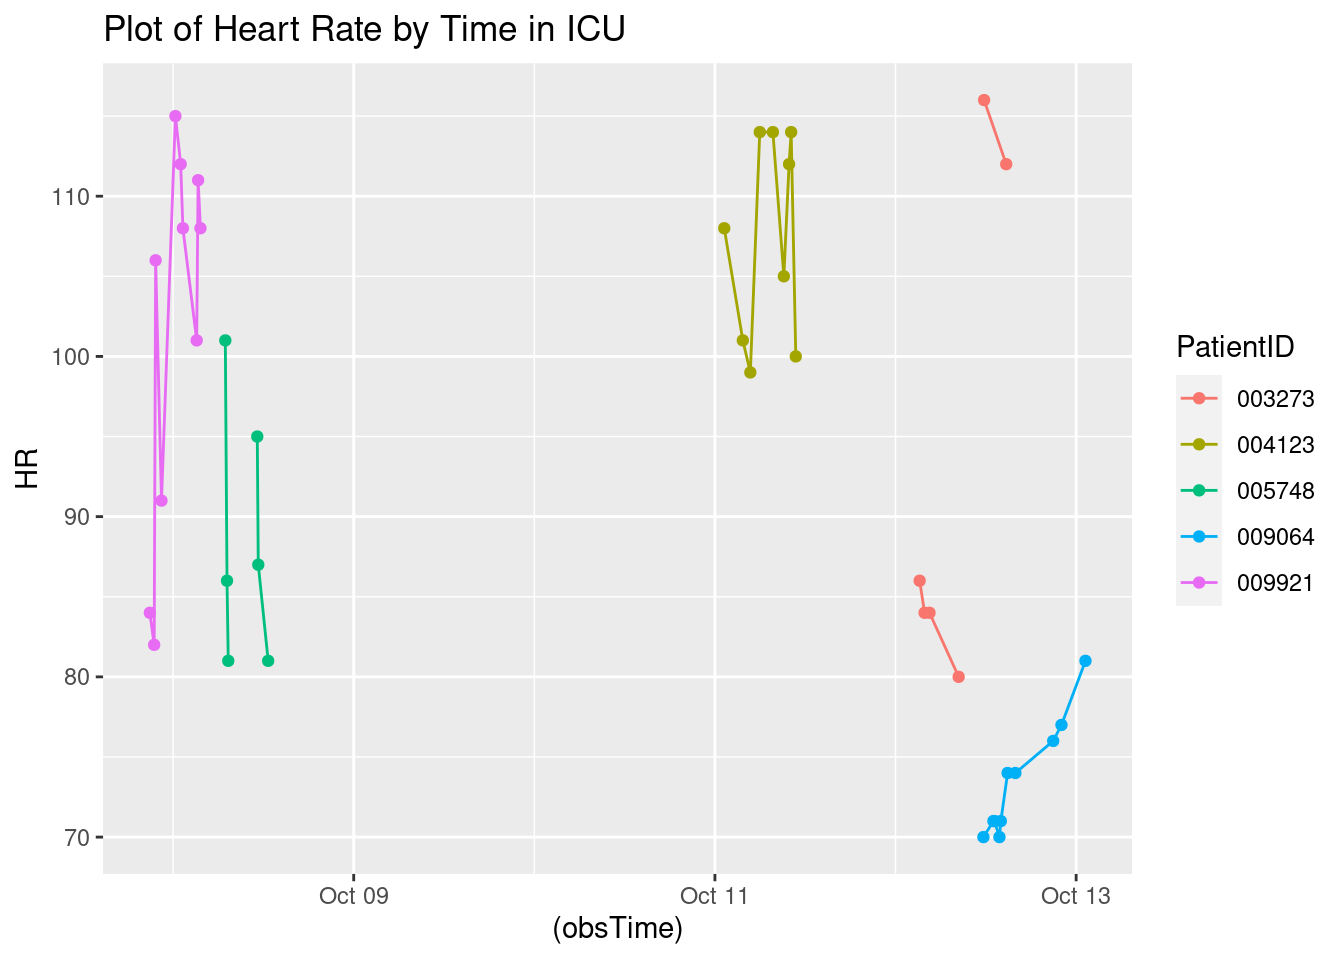 Plot of Heart Rate by Time in ICU
110
100
90
80
70
HR
Oct 09
Oct 11
Oct 13
(obsTime)
PatientID
003273
004123
005748
009064
009921